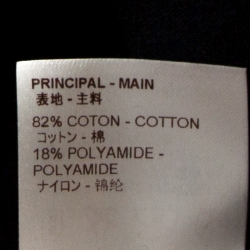 PRINCIPAL - MAIN
表地 - 主料
82% COTON - COTTON
コットン - 棉
18% POLYAMIDE -
POLYAMIDE
ナイロン - 锦纶